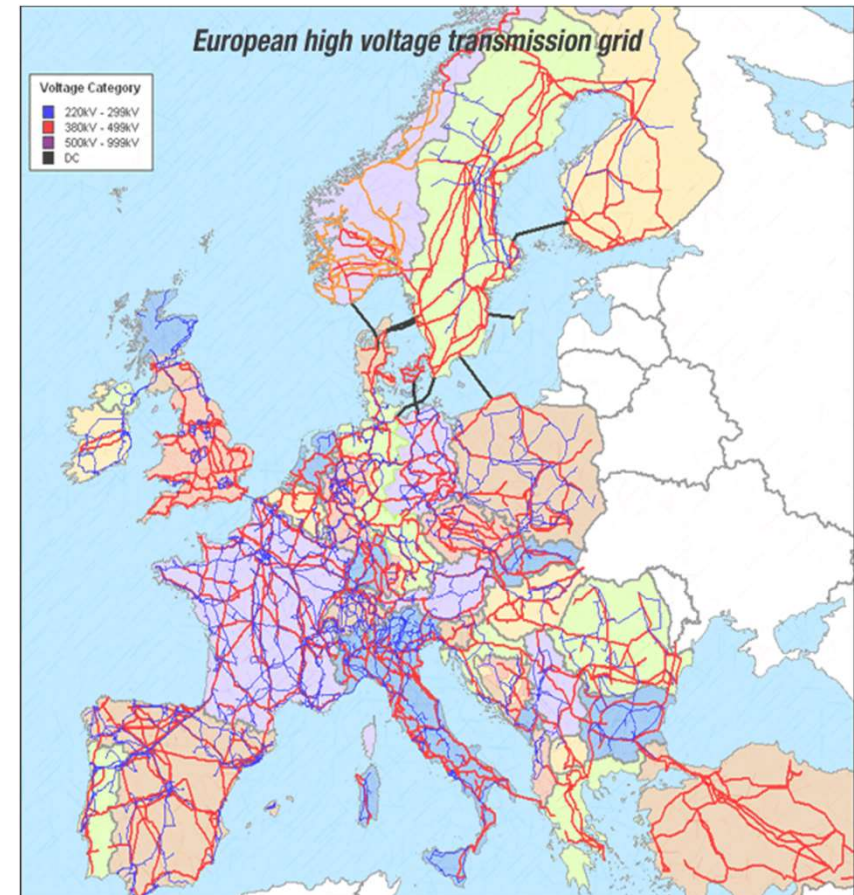 European high voltage transmission grid
Voltage Category
220kV - 299kV
380kV - 499kV
500kV - 999kV
DC